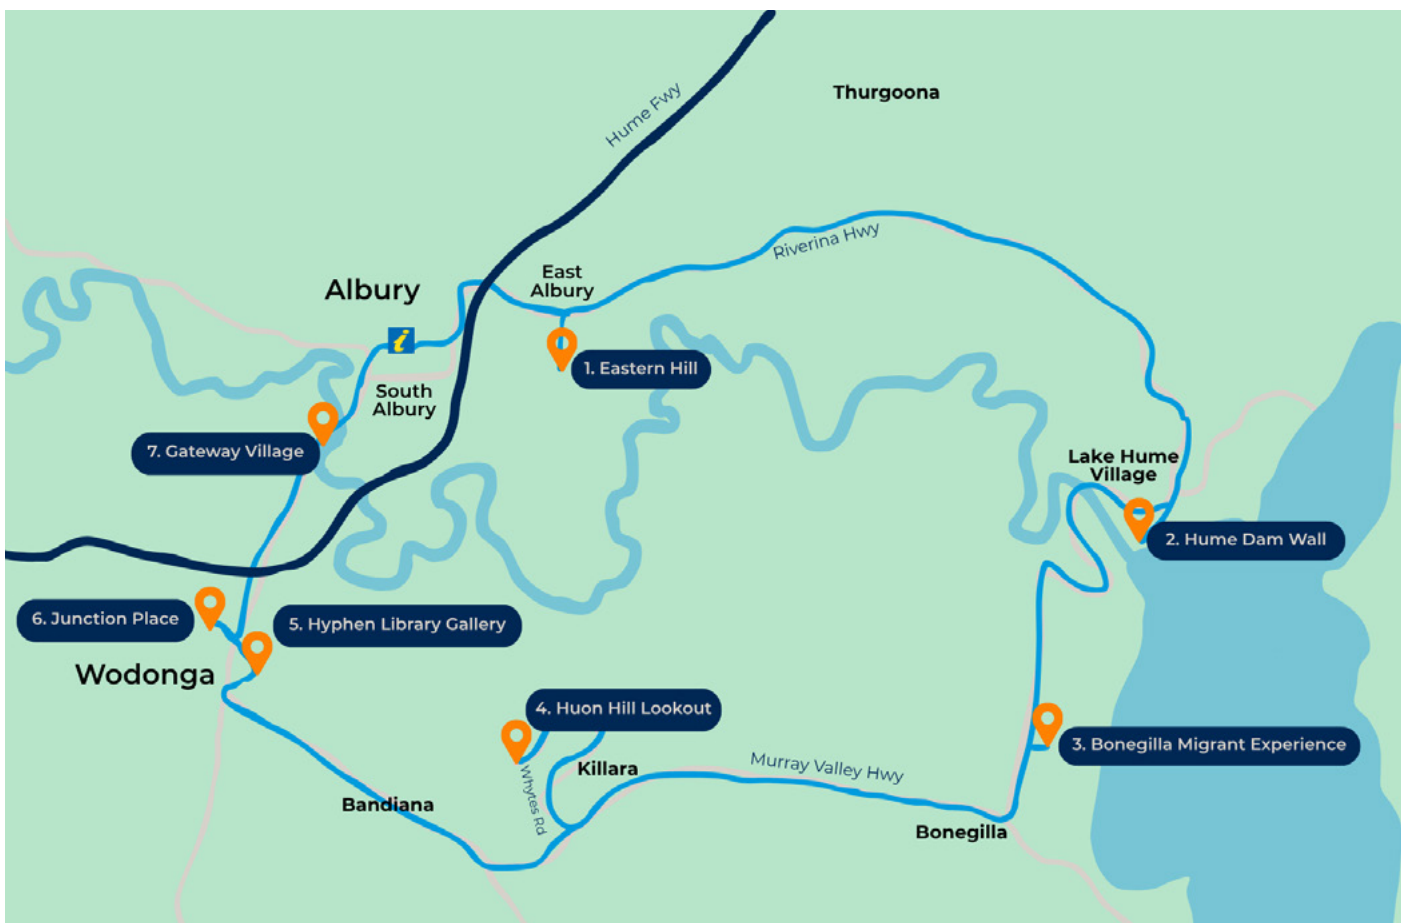 Thurgoona
Hume Fwy
Riverina Hwy
East
Albury
Albury
i
1. Eastern Hill
South
Albury
7. Gateway Village
Lake Hume
Village
2. Hume Dam Wall
6. Junction Place
5. Hyphen Library Gallery
Wodonga
4. Huon Hill Lookout
3. Bonegilla Migrant Experience
Murray Valley Hwy
Killara
Whytes Rd
Bandiana
Bonegilla